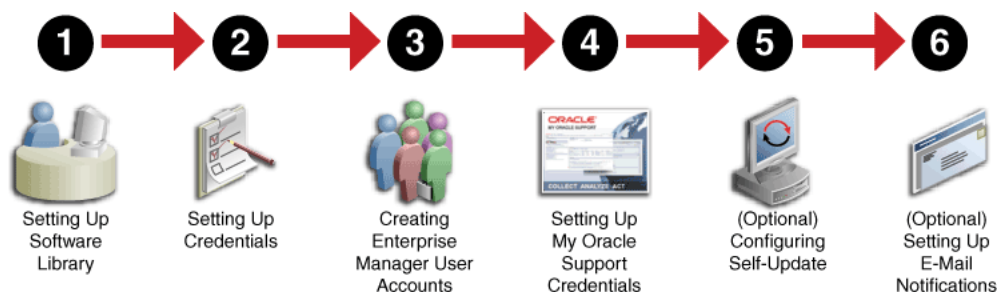 1 2 3 4 5 6
ORACLE
MY ORACLE SUPPORT
COLLECT ANALYZE ACT
Setting Up
Software
Library
Setting Up
Credentials
Creating
Enterprise
Manager User
Accounts
Setting Up
My Oracle
Support
Credentials
(Optional)
Configuring
Self-Update
(Optional)
Setting Up
E-Mail
Notifications